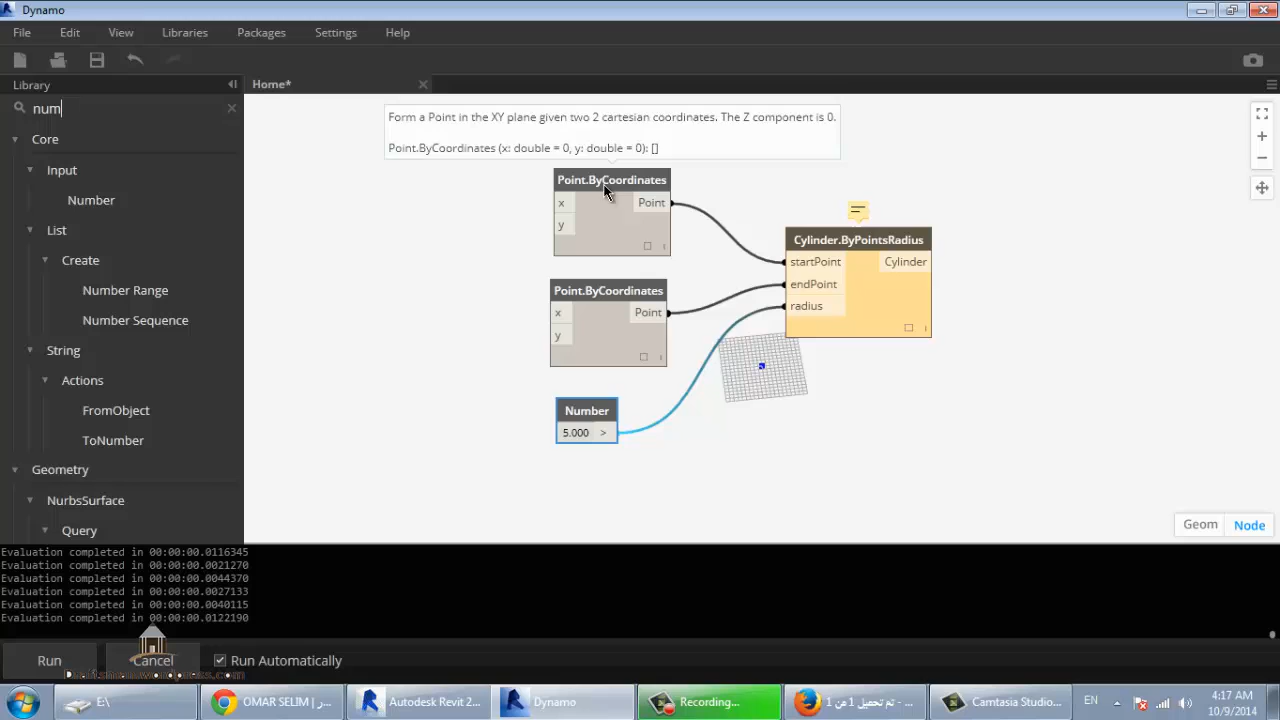 Dynamo
File Edit View Libraries Packages Settings Help
Library
Home*
num
Core
Input
Number
List
Create
Number Range
Number Sequence
String
Actions
FromObject
ToNumber
Geometry
NurbsSurface
Query
Form a Point in the XY plane given two 2 cartesian coordinates. The Z component is 0.
Point.ByCoordinates (x: double = 0, y: double = 0): []
Point.ByCoordinates
x Point
y
Point.ByCoordinates
x Point
y
Number
5.000 >
Cylinder.ByPointsRadius
startPoint Cylinder
endPoint
radius
Geom Node
Evaluation completed in 00:00:00.0116345
Evaluation completed in 00:00:00.0021270
Evaluation completed in 00:00:00.0044370
Evaluation completed in 00:00:00.0027133
Evaluation completed in 00:00:00.0040115
Evaluation completed in 00:00:00.0122190
Run Cancel Run Automatically
E:\
OMAR SELIM | ...
Autodesk Revit 2...
Dynamo
Recording...
تم تحميل 1 من 1 - ...
Camtasia Studio...
EN
4:17 AM
10/9/2014